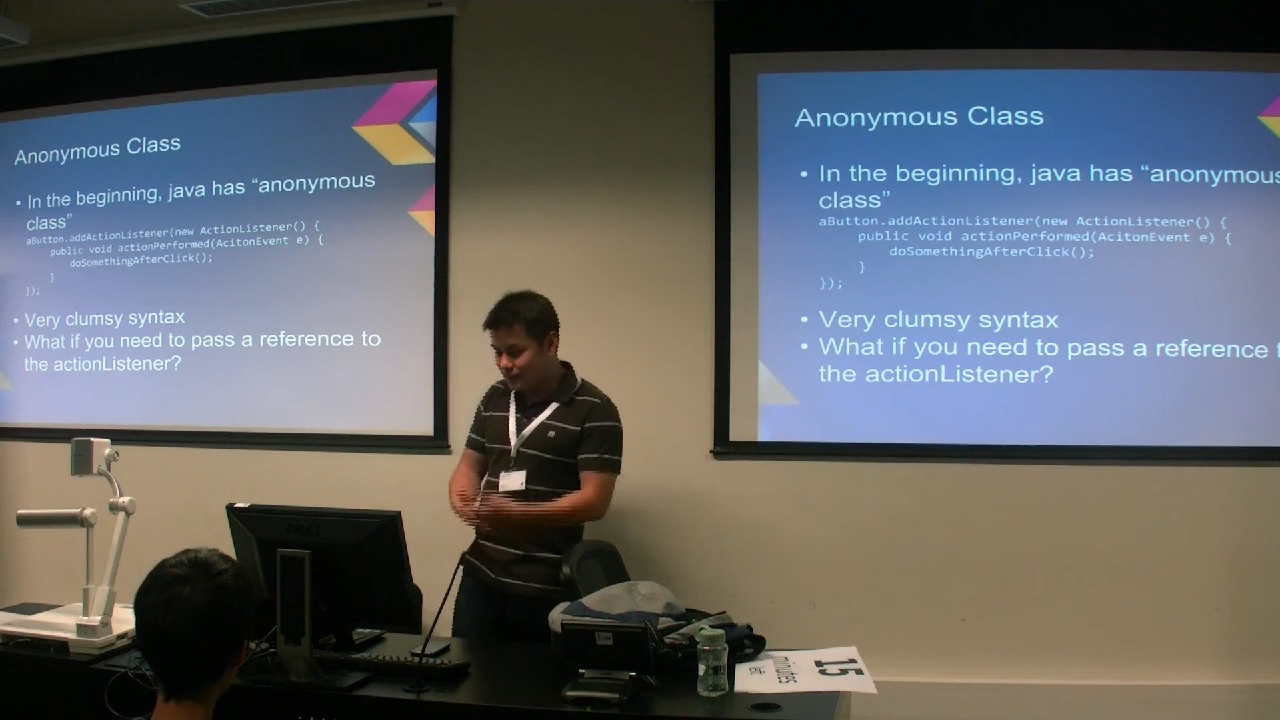 Anonymous Class
• In the beginning, java has “anonymous
class”
aButton.addActionListener(new ActionListener() {
public void actionPerformed(AcitonEvent e) {
doSomethingAfterClick();
}
});
• Very clumsy syntax
• What if you need to pass a reference to
the actionListener?
Anonymous Class
• In the beginning, java has “anonymous
class”
aButton.addActionListener(new ActionListener() {
public void actionPerformed(AcitonEvent e) {
doSomethingAfterClick();
}
});
• Very clumsy syntax
• What if you need to pass a reference t
the actionListener?
DELL
15
minutes
left